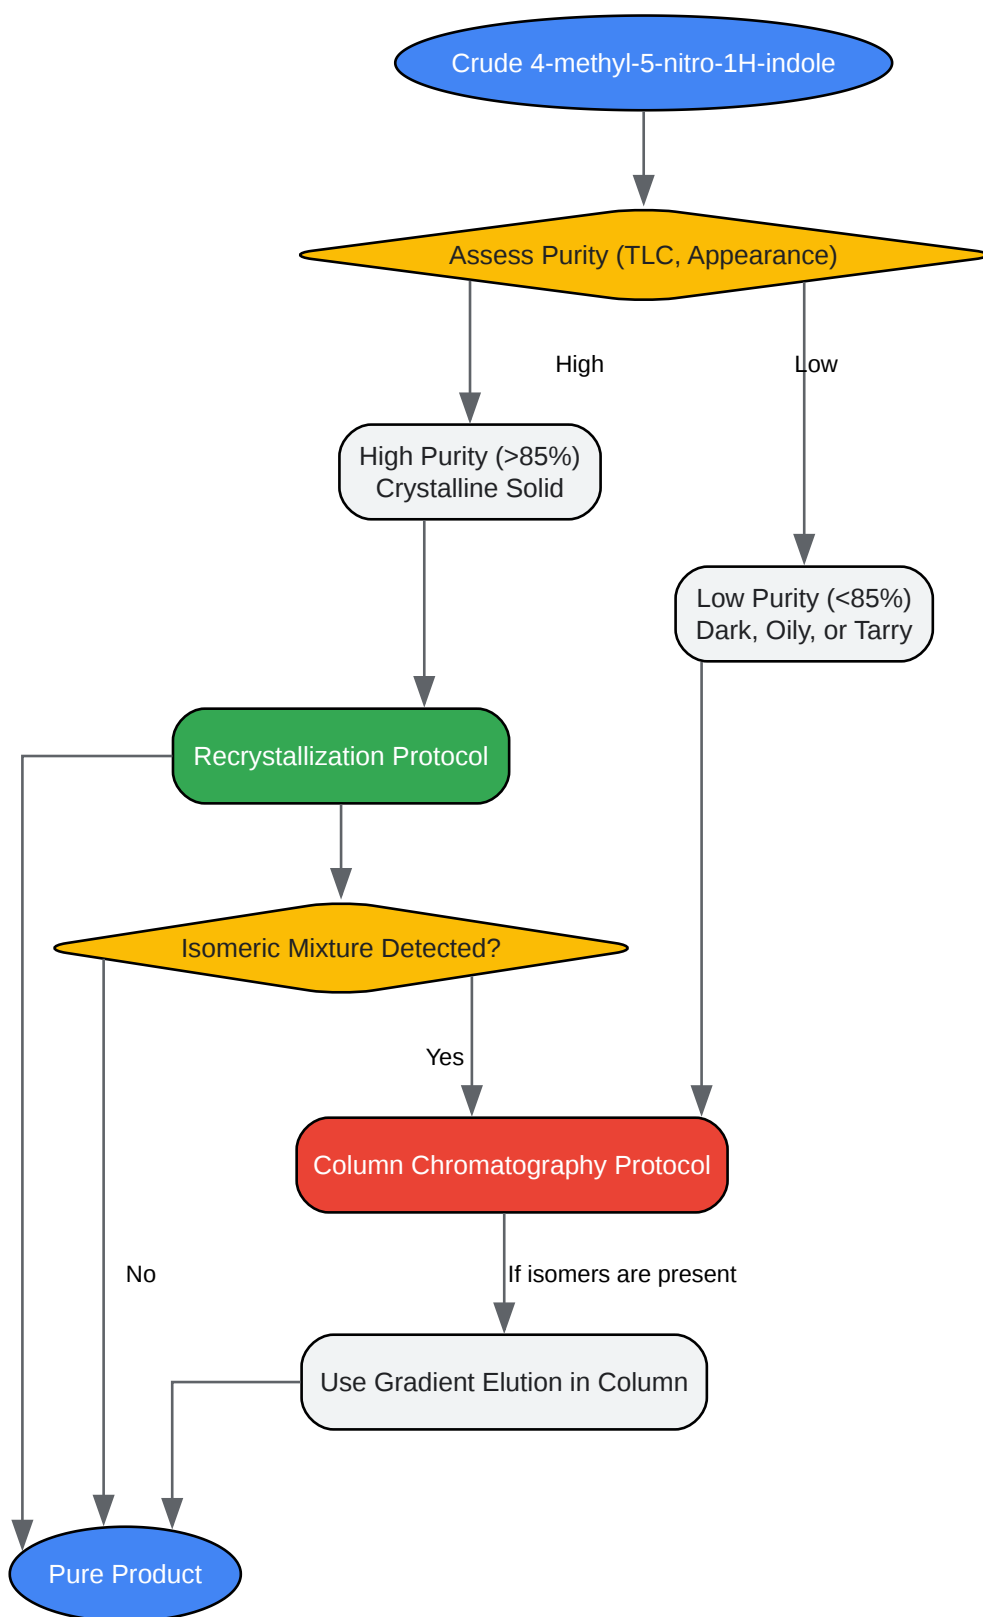 Crude 4-methyl-5-nitro-1H-indole
Assess Purity (TLC, Appearance)
High
Low
High Purity (>85%)
Crystalline Solid
Low Purity (<85%)
Dark, Oily, or Tarry
Recrystallization Protocol
Isomeric Mixture Detected?
Yes
Column Chromatography Protocol
No
If isomers are present
Use Gradient Elution in Column
Pure Product